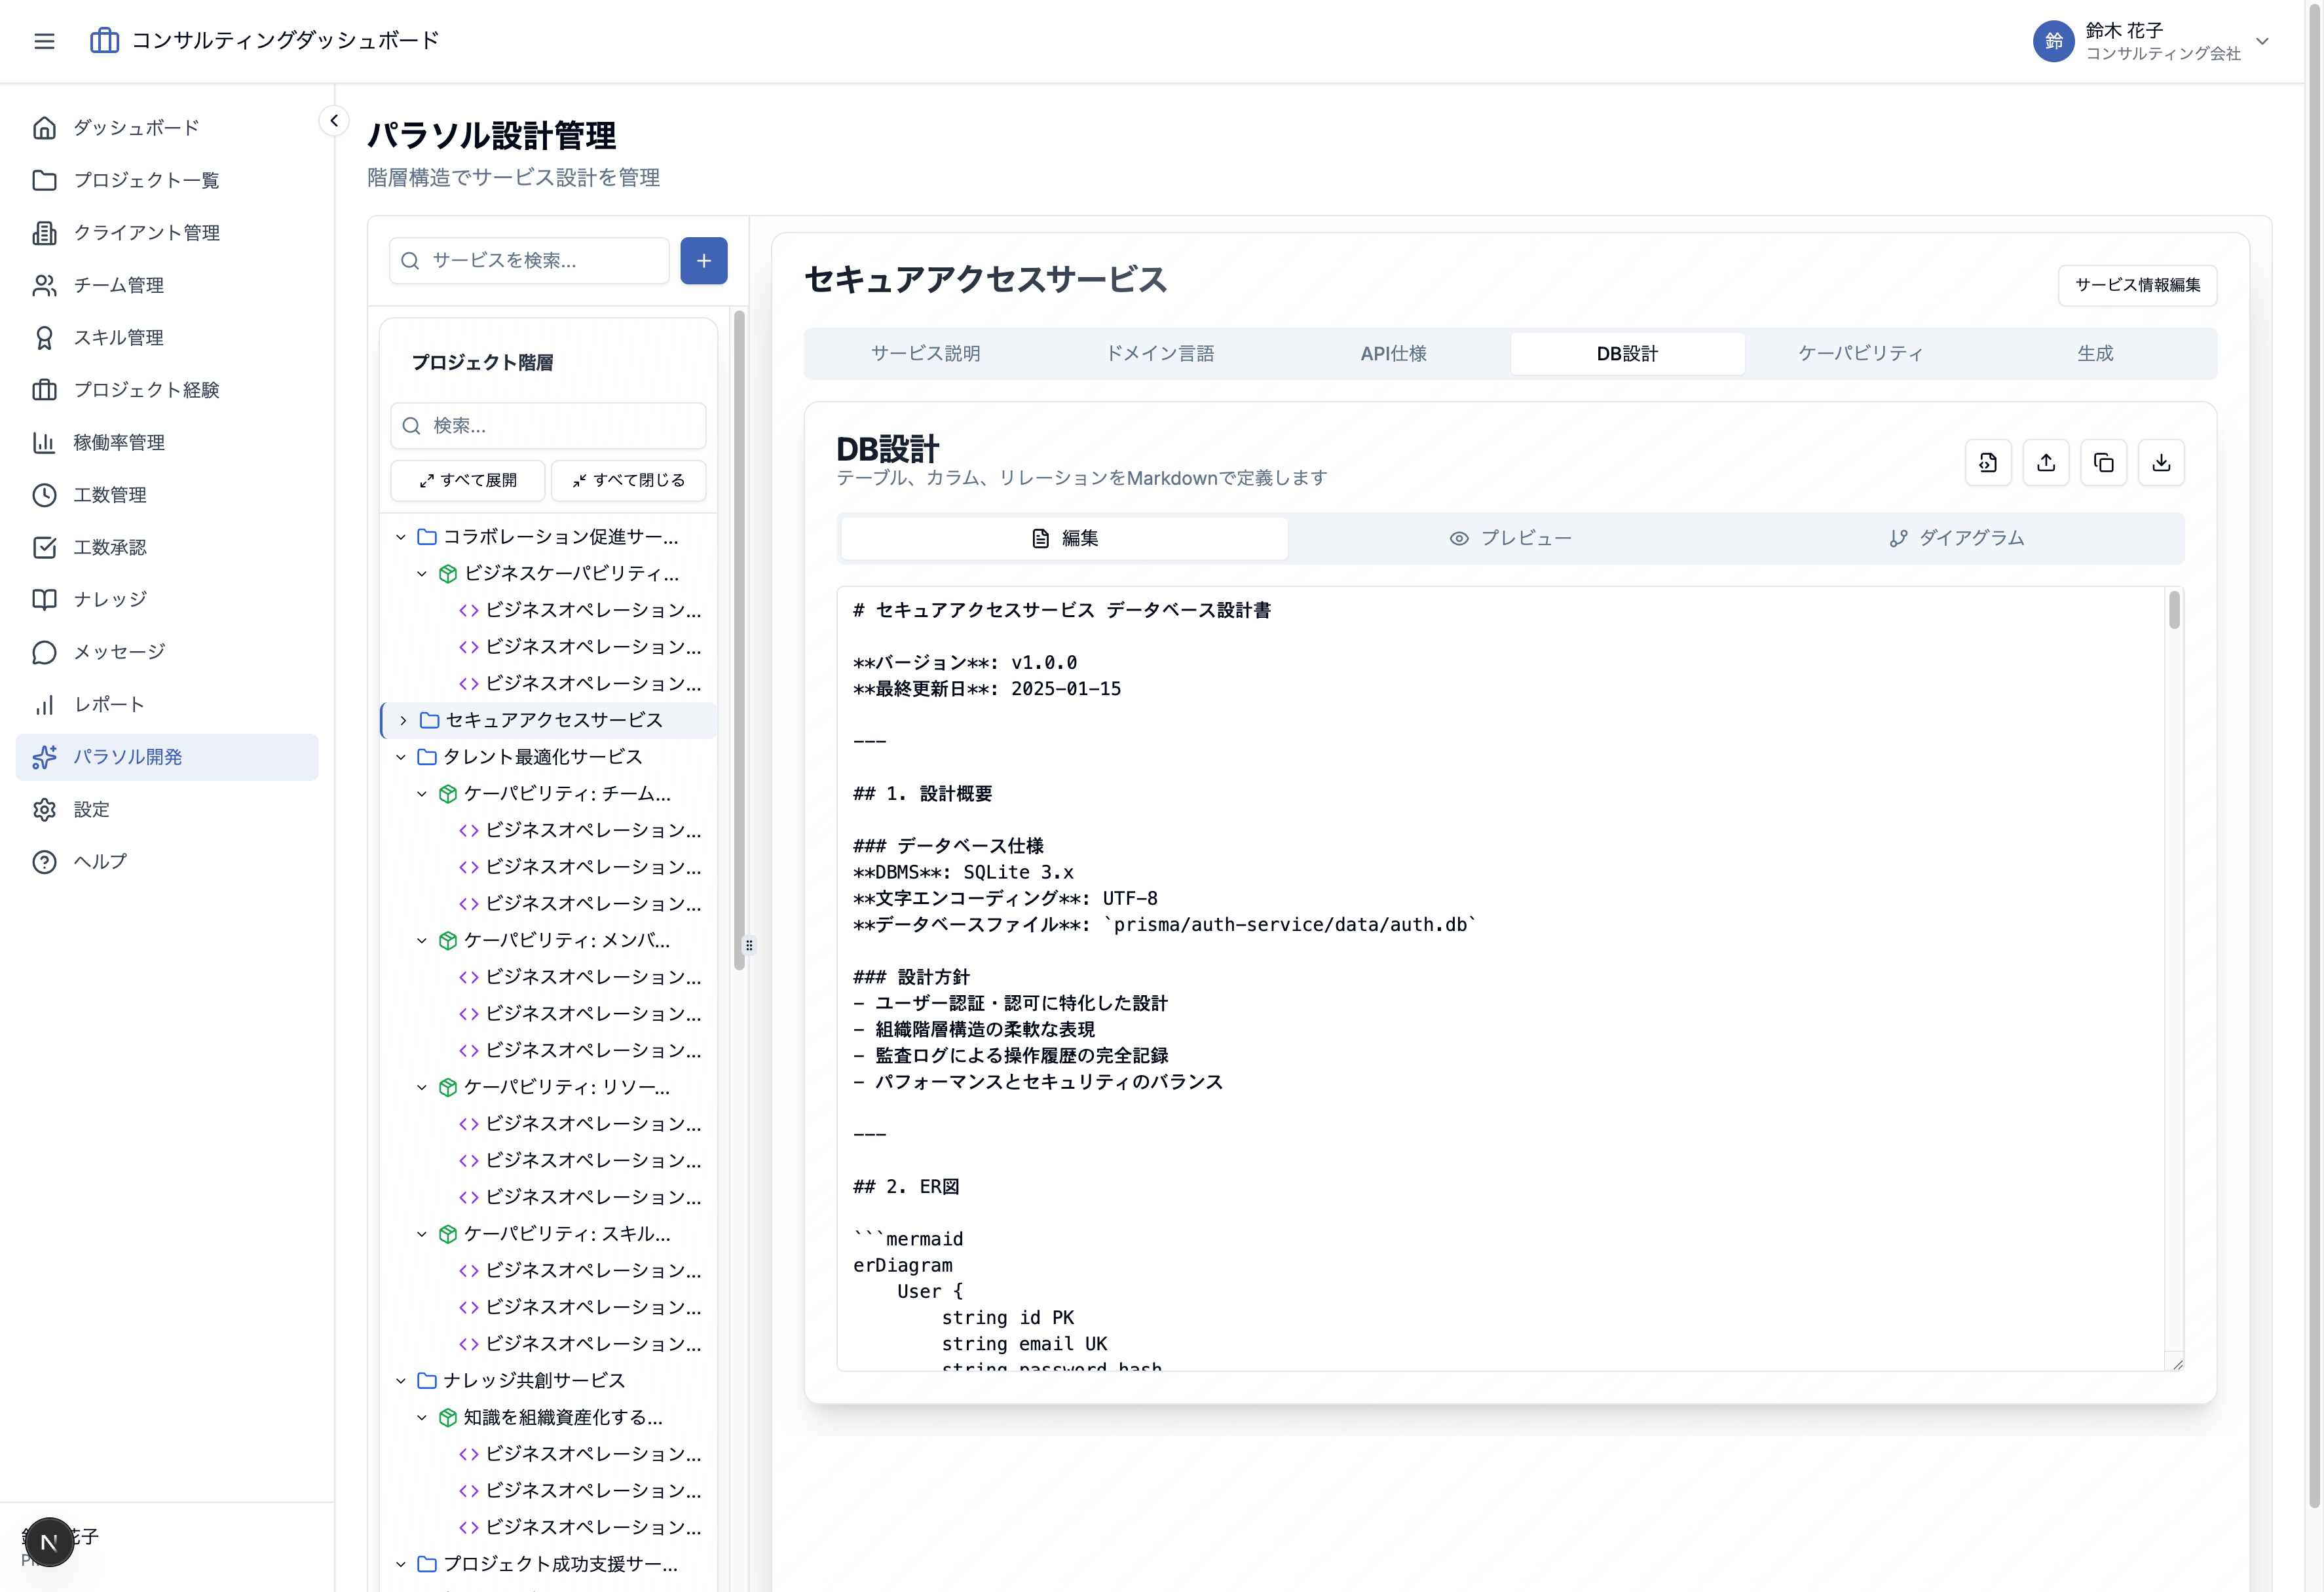 コンサルティングダッシュボード
鈴
鈴木 花子
コンサルティング会社
ダッシュボード
プロジェクト一覧
クライアント管理
チーム管理
スキル管理
プロジェクト経験
稼働率管理
工数管理
工数承認
ナレッジ
メッセージ
レポート
パラソル開発
設定
ヘルプ
花子
N
パラソル設計管理
階層構造でサービス設計を管理
サービスを検索...
+
プロジェクト階層
検索...
すべて展開
すべて閉じる
コラボレーション促進サー...
ビジネスケーパビリティ...
ビジネスオペレーション...
ビジネスオペレーション...
ビジネスオペレーション...
セキュアアクセスサービス
タレント最適化サービス
ケーパビリティ: チーム...
ビジネスオペレーション...
ビジネスオペレーション...
ビジネスオペレーション...
ケーパビリティ: メンバ...
ビジネスオペレーション...
ビジネスオペレーション...
ビジネスオペレーション...
ケーパビリティ: リソー...
ビジネスオペレーション...
ビジネスオペレーション...
ビジネスオペレーション...
ケーパビリティ: スキル...
ビジネスオペレーション...
ビジネスオペレーション...
ビジネスオペレーション...
ナレッジ共創サービス
知識を組織資産化する...
ビジネスオペレーション...
ビジネスオペレーション...
ビジネスオペレーション...
プロジェクト成功支援サー...
セキュアアクセスサービス
サービス情報編集
サービス説明
ドメイン言語
API仕様
DB設計
ケーパビリティ
生成
DB設計
テーブル、カラム、リレーションをMarkdownで定義します
編集
プレビュー
ダイアグラム
# セキュアアクセスサービス データベース設計書
**バージョン**: v1.0.0
**最終更新日**: 2025-01-15
---
## 1. 設計概要
### データベース仕様
**DBMS**: SQLite 3.x
**文字エンコーディング**: UTF-8
**データベースファイル**: `prisma/auth-service/data/auth.db`
### 設計方針
- ユーザー認証・認可に特化した設計
- 組織階層構造の柔軟な表現
- 監査ログによる操作履歴の完全記録
- パフォーマンスとセキュリティのバランス
---
## 2. ER図
```mermaid
erDiagram
User {
string id PK
string email UK
string password_hash